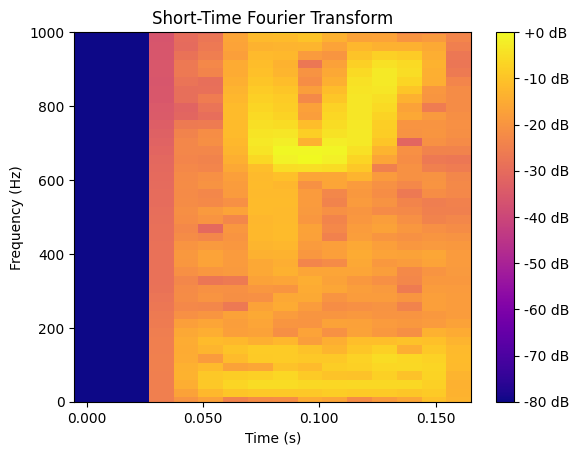 Short-Time Fourier Transform
1000
800
600
400
200
0
Frequency (Hz)
0.000
0.050
0.100
0.150
Time (s)
+0 dB
-10 dB
-20 dB
-30 dB
-40 dB
-50 dB
-60 dB
-70 dB
-80 dB